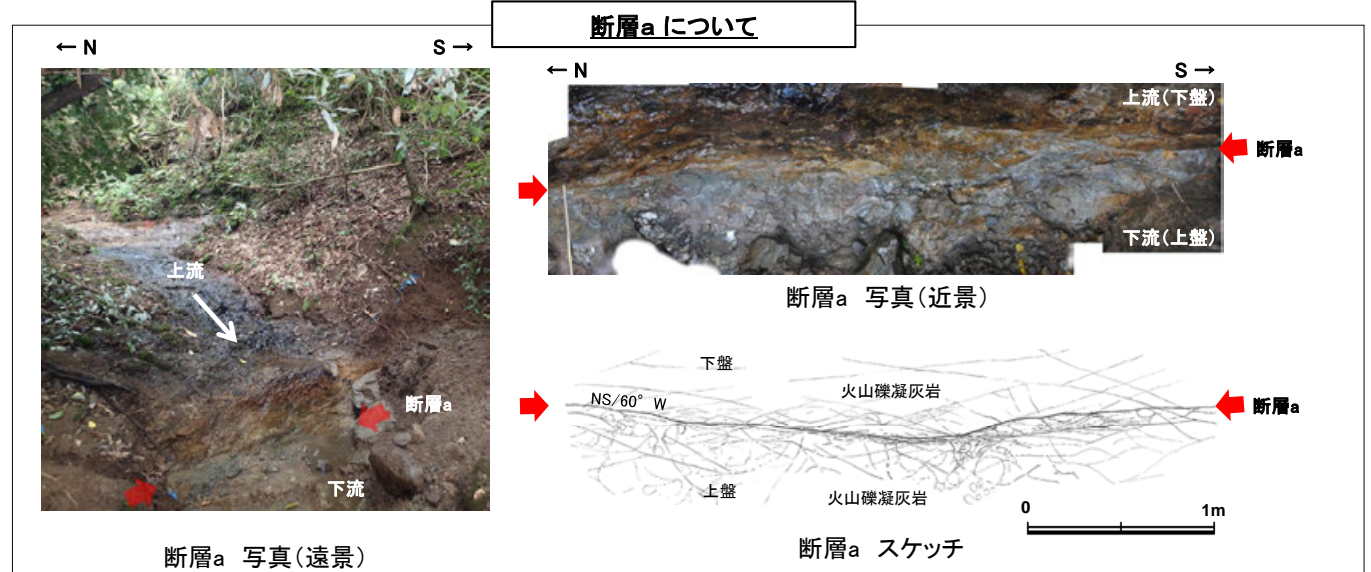 断層a について
← N
S →
上流
断層a
下流
断層a 写真(遠景)
← N
S →
上流(下盤)
断層a
下流(上盤)
断層a 写真(近景)
下盤
火山礫凝灰岩
NS/60° W
断層a
上盤
火山礫凝灰岩
0
1m
断層a スケッチ